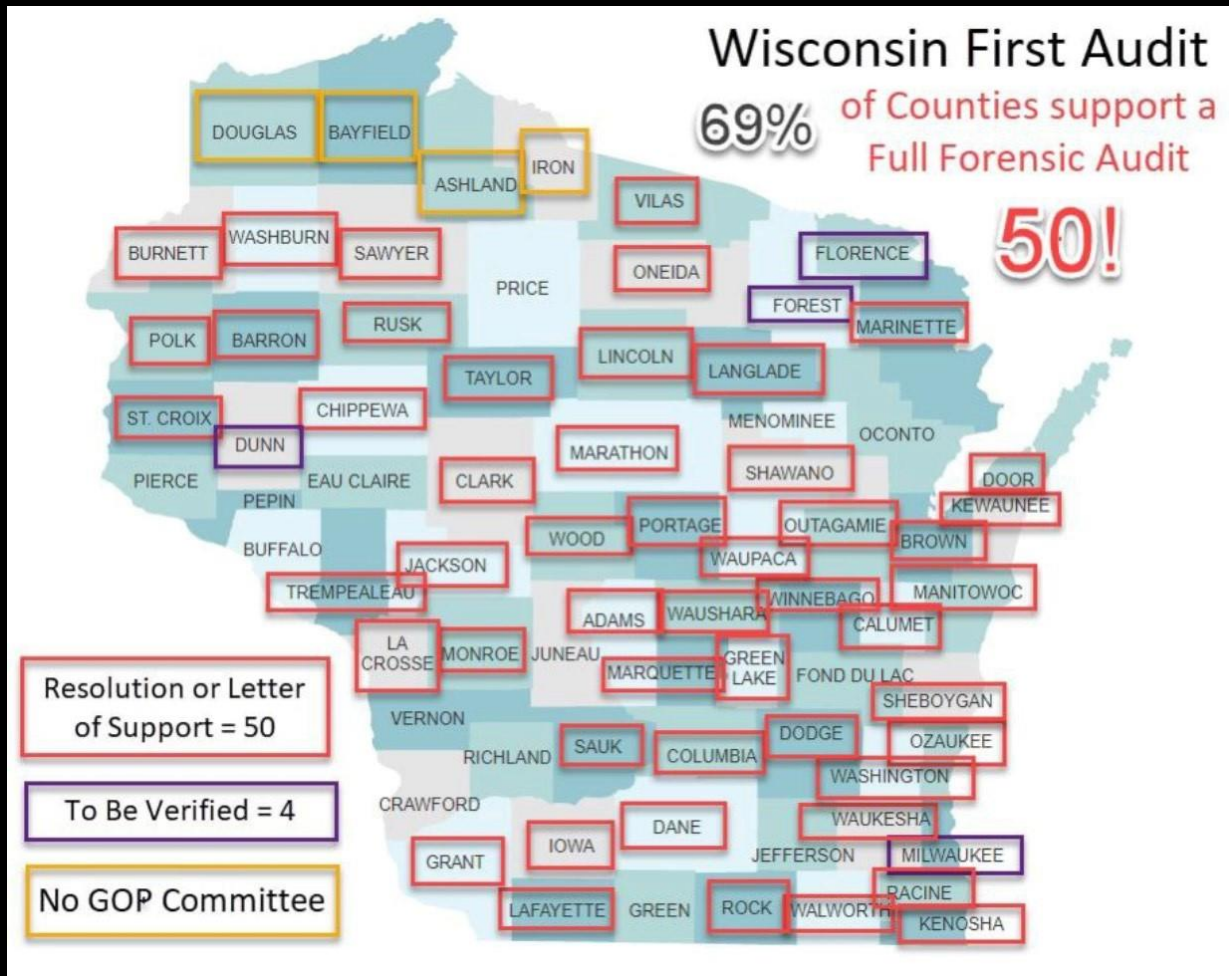 Wisconsin First Audit
69%
of Counties support a
Full Forensic Audit
50!
DOUGLAS
BAYFIELD
ASHLAND
IRON
VILAS
BURNETT
WASHBURN
SAWYER
PRICE
ONEIDA
FLORENCE
FOREST
MARINETTE
POLK
BARRON
RUSK
LINCOLN
LANGLADE
TAYLOR
ST. CROIX
CHIPPEWA
DUNN
MENOMINEE
OCONTO
MARATHON
SHAWANO
PIERCE
EAU CLAIRE
CLARK
DOOR
PEPIN
KEWAUNEE
PORTAGE
OUTAGAMIE
WOOD
BROWN
BUFFALO
JACKSON
WAUPACA
TREMPEALEAU
MANITOWOC
WINNEBAGO
ADAMS
WAUSHARA
CALUMET
LA
CROSSE
MONROE
JUNEAU
MARQUETTE
GREEN
LAKE
FOND DU LAC
SHEBOYGAN
VERNON
RICHLAND
SAUK
COLUMBIA
DODGE
OZAUKEE
WASHINGTON
CRAWFORD
DANE
WAUKESHA
IOWA
JEFFERSON
MILWAUKEE
GRANT
RACINE
LAFAYETTE
GREEN
ROCK
WALWORTH
KENOSHA
Resolution or Letter
of Support = 50
To Be Verified = 4
No GOP Committee